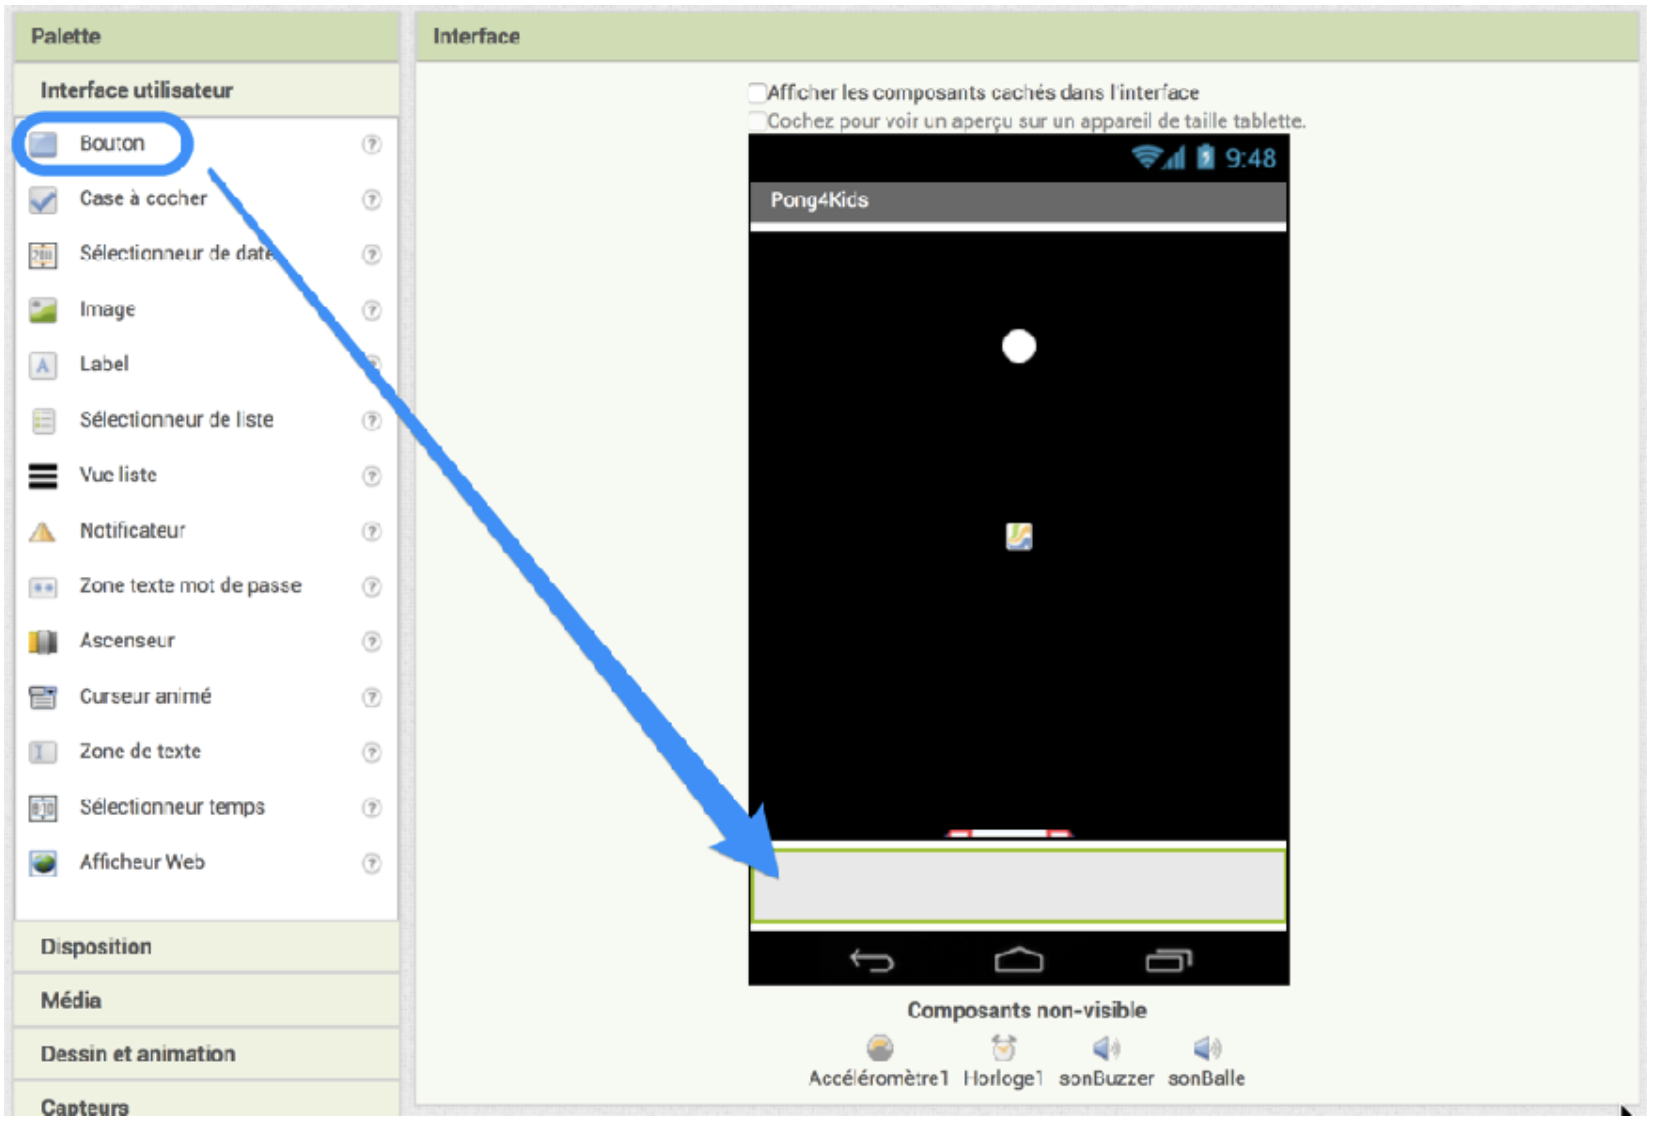 Palette
Interface utilisateur
Bouton
Case à cocher
Sélectionneur de date
Image
Label
Sélectionneur de liste
Vue liste
Notificateur
Zone texte mot de passe
Ascenseur
Curseur animé
Zone de texte
Sélectionneur temps
Afficheur Web
Disposition
Média
Dessin et animation
Capteurs
Interface
Afficher les composants cachés dans l'interface
Cochez pour voir un aperçu sur un appareil de taille tablette.
9:48
Pong4Kids
Composants non-visible
Accéléromètre1 Horloge1 sonBuzzer sonBalle